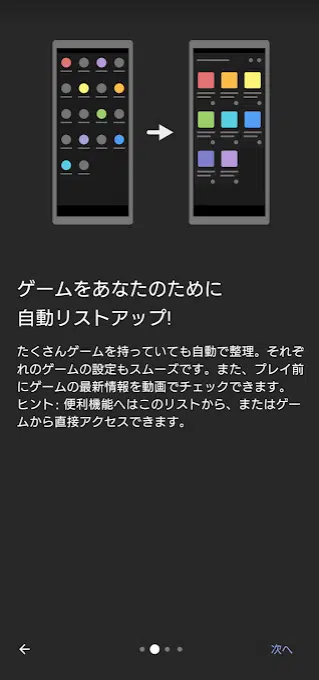 ゲームをあなたのために
自動リストアップ!
たくさんゲームを持っていても自動で整理。それぞ
れのゲームの設定もスムーズです。また、プレイ前
にゲームの最新情報を動画でチェックできます。
ヒント: 便利機能へはこのリストから、またはゲー
ムから直接アクセスできます。
次へ